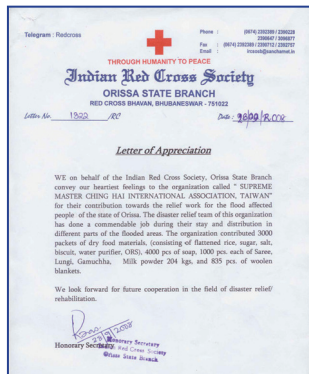 Telegram : Redcross
Phone : (0674) 2392389 / 2390228
2390647 / 2396877
Fax : (0674) 2392389 / 2390712 / 2392757
Email : ircsosb@sancharnet.in
THROUGH HUMANITY TO PEACE
Indian Red Cross Society
ORISSA STATE BRANCH
RED CROSS BHAVAN, BHUBANESWAR - 751022
Letter No. 1322 /RC
Date :
Letter of Appreciation
WE on behalf of the Indian Red Cross Society, Orissa State Branch
convey our heartiest feelings to the organization called " SUPREME
MASTER CHING HAI INTERNATIONAL ASSOCIATION, TAIWAN"
for their contribution towards the relief work for the flood affected
people of the state of Orissa. The disaster relief team of this organization
has done a commendable job during their stay and distribution in
different parts of the flooded areas. The organization contributed 3000
packets of dry food materials, (consisting of flattened rice, sugar, salt,
biscuit, water purifier, ORS), 4000 pcs of soap, 1000 pcs. each of Saree,
Lungi, Gamuchha, Milk powder 204 kgs, and 835 pcs. of woolen
blankets.
We look forward for future cooperation in the field of disaster relief/
rehabilitation.
Honorary Secretary
Honorary Secretary
Red Cross Society
Orissa State Branch